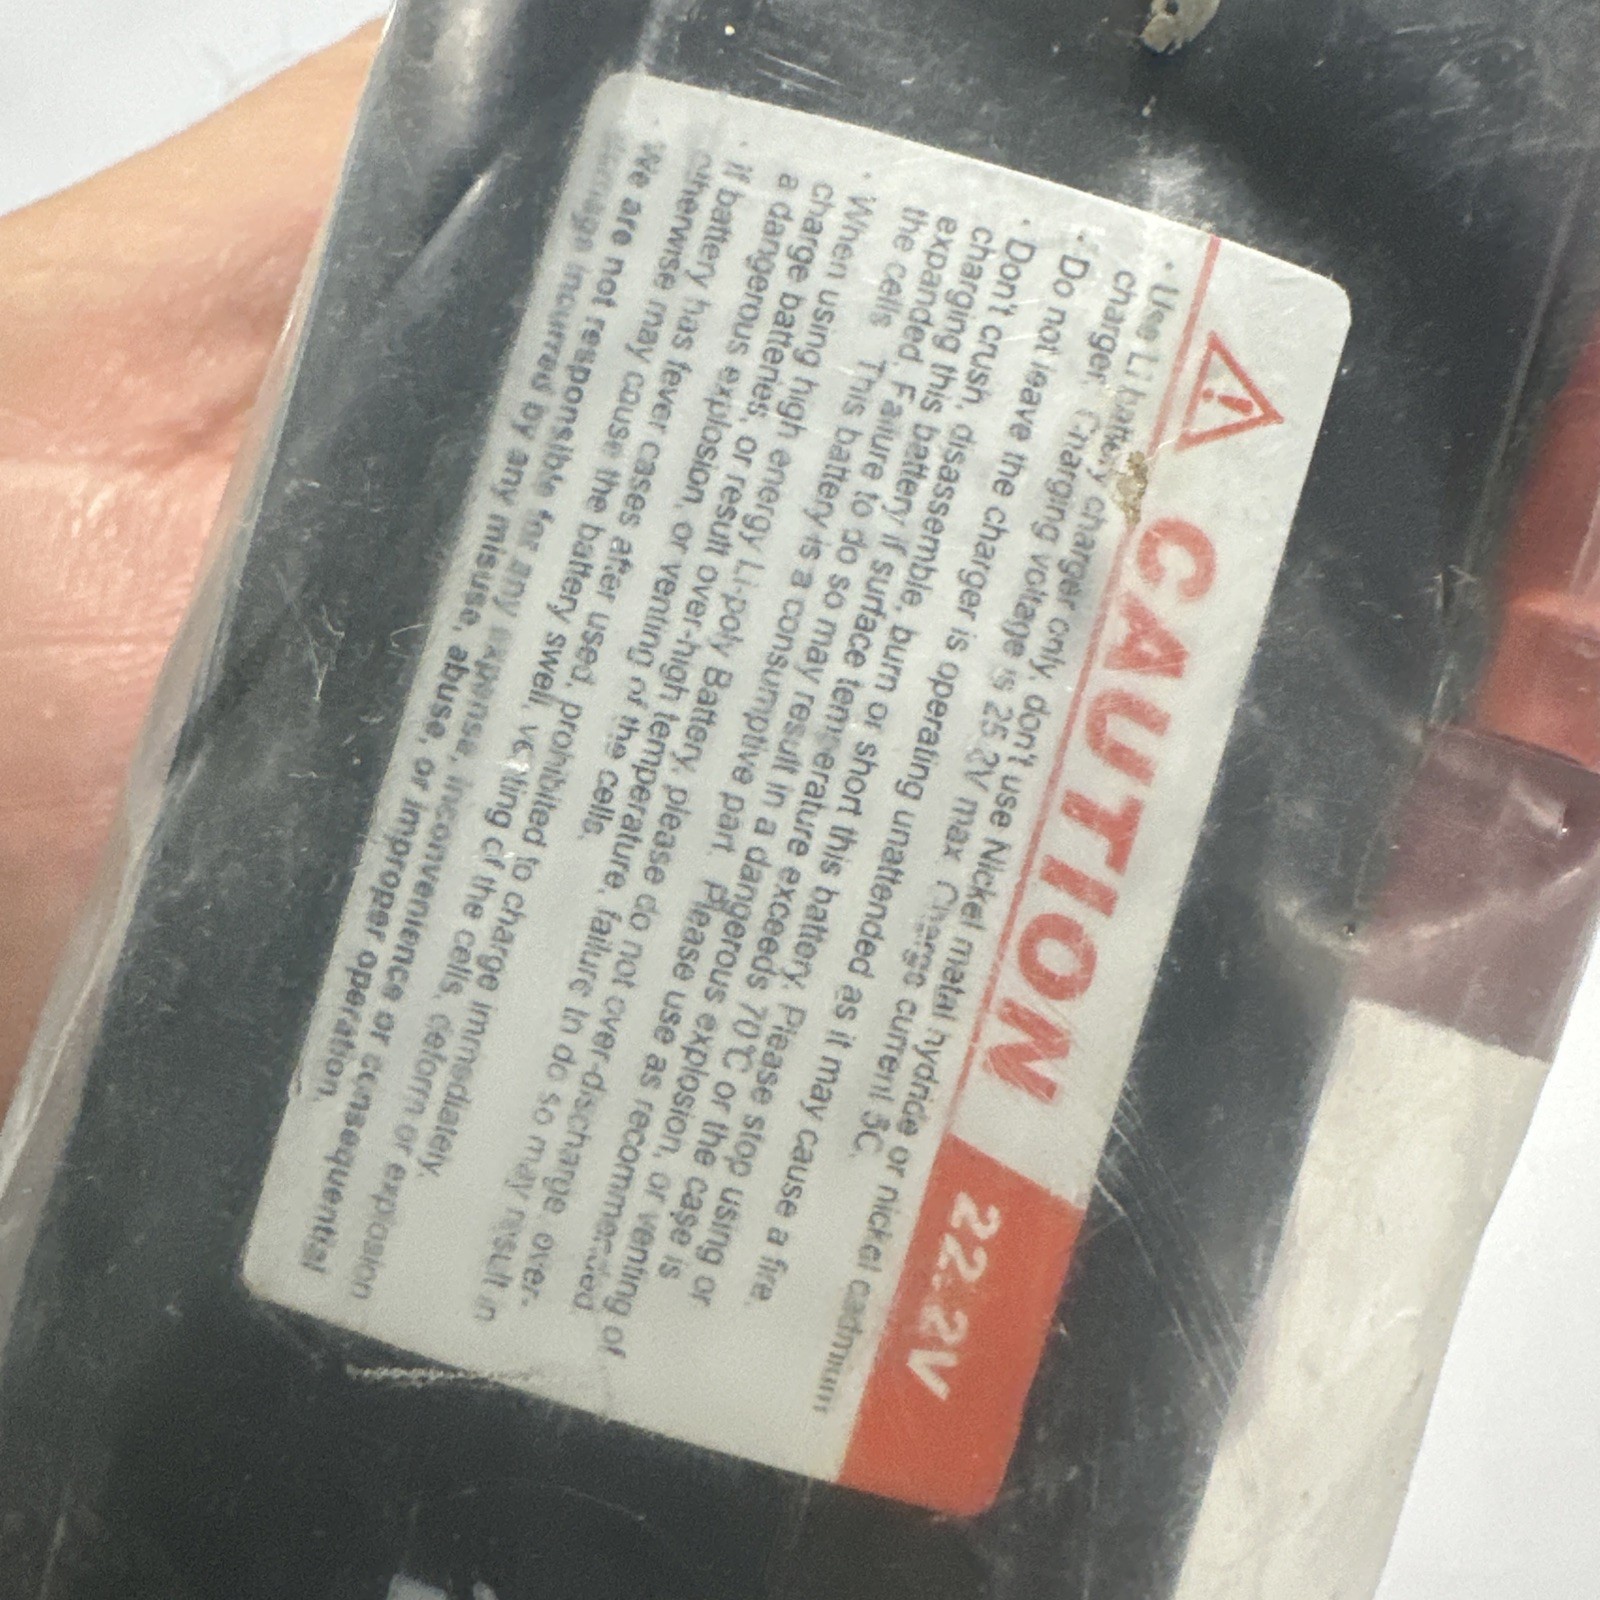 CAUTION 22.2V
· Use Li battery charger only, don't use Nickel matal hydride or nickel cadmium
charger. Charging voltage is 25.2V max. Charge current
· Do not leave the charger is operating unattended as it may cause a fire.
· Don't crush, disassemble, burn or short this battery. Please stop using or
charging this battery if surface temperature exceeds 70℃ or the case is
expanded. Failure to do so may result in a dangerous explosion, or venting of
the cells. This battery is a consumptive part. Please use as recommended.
· When using high energy Li-poly Battery, please do not over-discharge, over-
charge batteries, or result over-high temperature, failure to do so may result in
a dangerous explosion, or venting of the cells.
· If battery has fever cases after used, prohibited to charge immediately,
otherwise may cause the battery swell, venting of the cells, deform or explosion
· We are not responsible for any expense, inconvenience or consequential
damage incurred by any misuse, abuse, or improper operation.